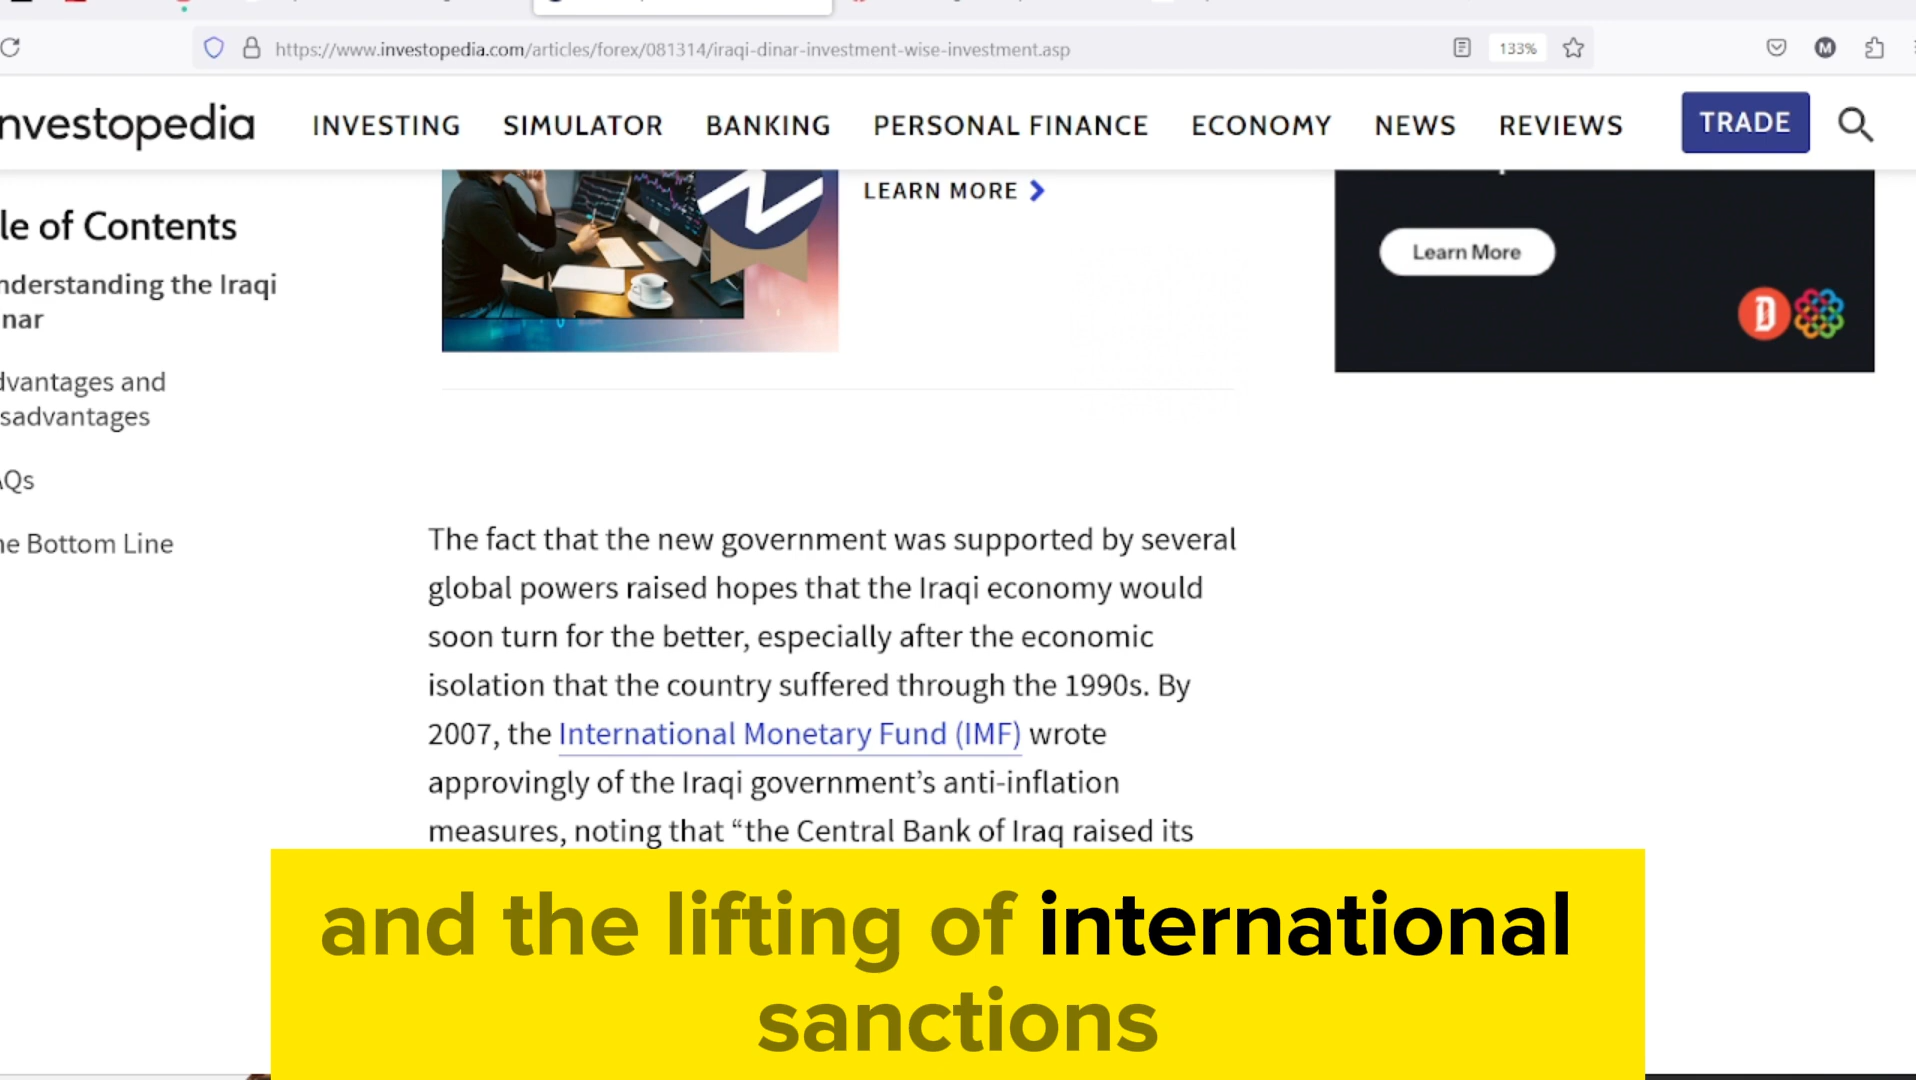 https://www.investopedia.com/articles/forex/081314/iraqi-dinar-investment-wise-investment.asp
133%
M
nvestopedia
INVESTING
SIMULATOR
BANKING
PERSONAL FINANCE
ECONOMY
NEWS
REVIEWS
TRADE
LEARN MORE
Learn More
D
le of Contents
nderstanding the Iraqi
nar
dvantages and
sadvantages
AQs
he Bottom Line
The fact that the new government was supported by several
global powers raised hopes that the Iraqi economy would
soon turn for the better, especially after the economic
isolation that the country suffered through the 1990s. By
2007, the International Monetary Fund (IMF) wrote
approvingly of the Iraqi government’s anti-inflation
measures, noting that “the Central Bank of Iraq raised its
and the lifting of international
sanctions